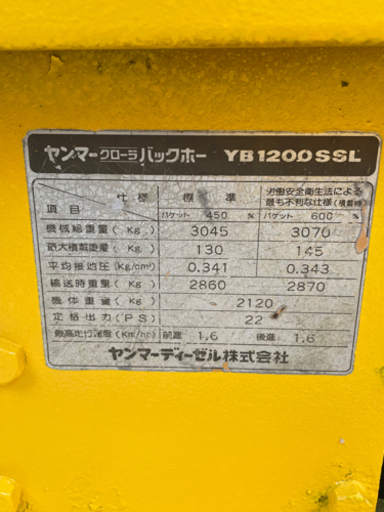 ヤンマークローラバックホー YB1200SSL
仕様 標準 労働安全衛生法による
最も不利な仕様(積載時)
項目 バケット 450 % バケット 600 %
機械総重量(Kg) 3045 3070
最大積載重量(Kg) 130 145
平均接地圧(Kg/cm²) 0.341 0.343
輸送時重量(Kg) 2860 2870
機体重量(Kg) 2120
定格出力(PS) 22
最高走行速度(Km/hr) 前進 1.6 後進 1.6
ヤンマーディーゼル株式会社